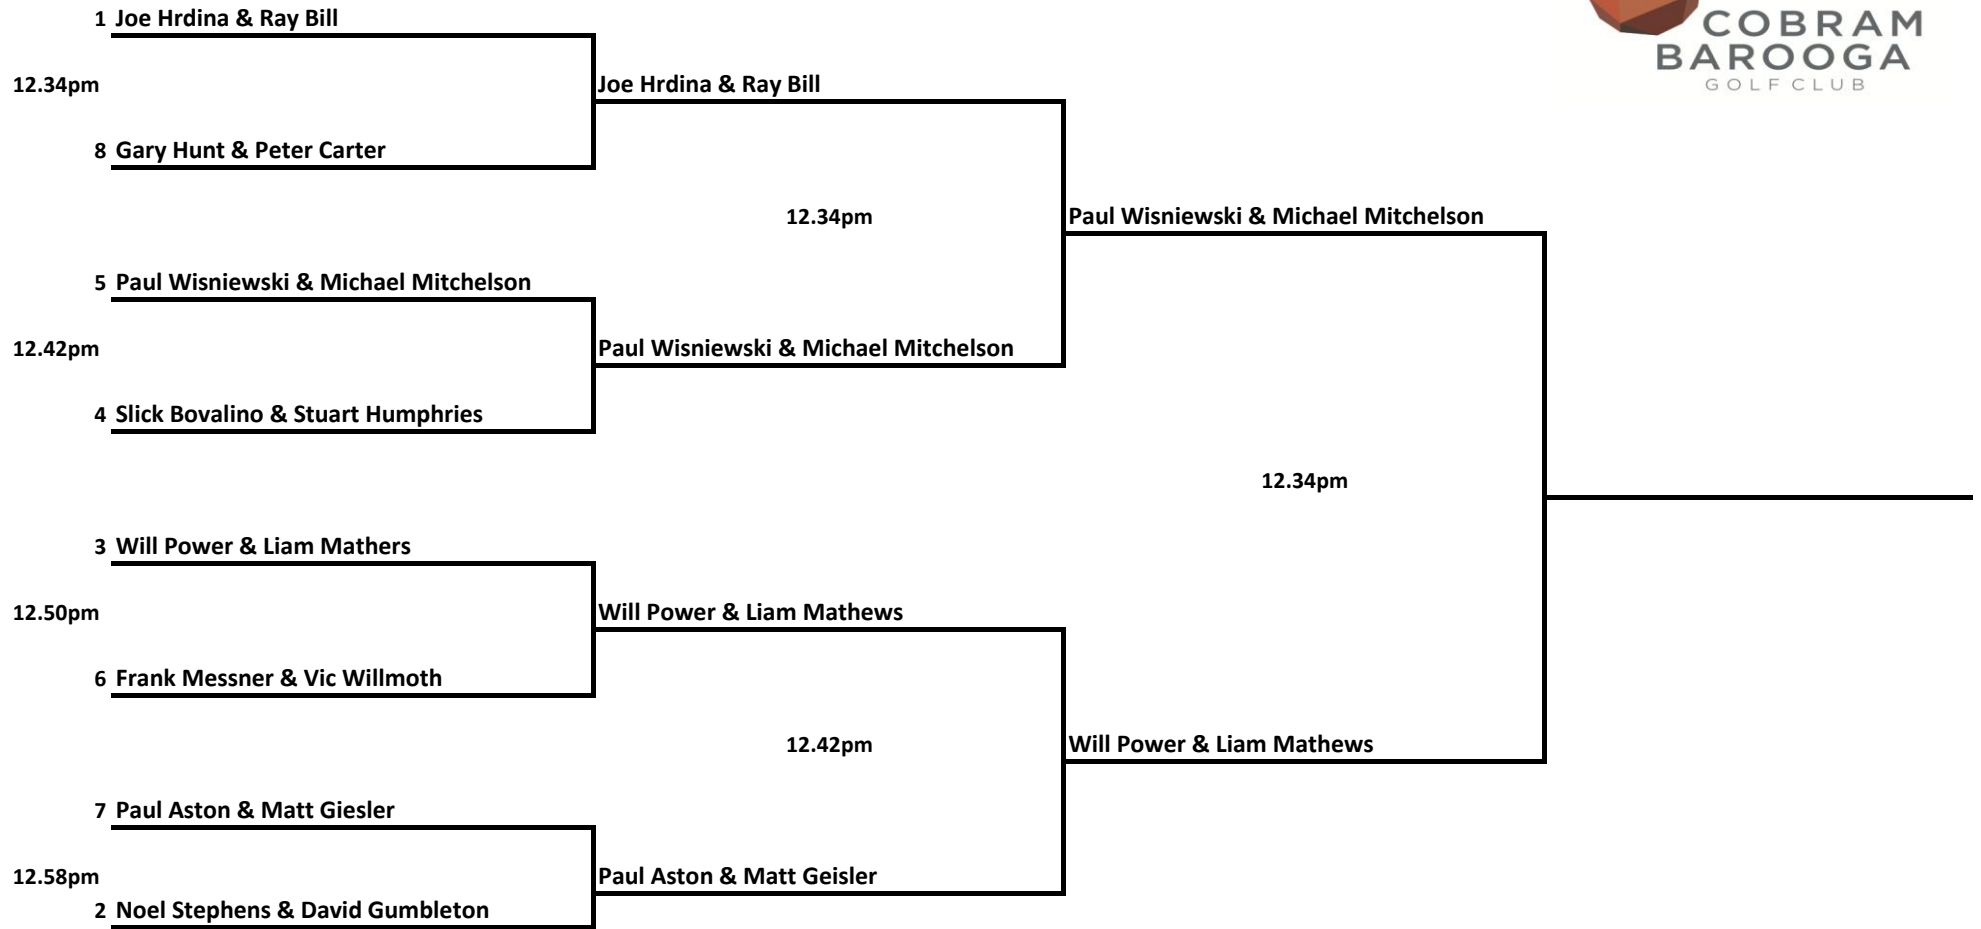 1 Joe Hrdina & Ray Bill
COBRAM
BAROOGA
GOLF CLUB
12.34pm
Joe Hrdina & Ray Bill
8 Gary Hunt & Peter Carter
12.34pm
Paul Wisniewski & Michael Mitchelson
5 Paul Wisniewski & Michael Mitchelson
12.42pm
Paul Wisniewski & Michael Mitchelson
4 Slick Bovalino & Stuart Humphries
12.34pm
3 Will Power & Liam Mathers
12.50pm
Will Power & Liam Mathews
6 Frank Messner & Vic Willmoth
12.42pm
Will Power & Liam Mathews
7 Paul Aston & Matt Giesler
12.58pm
Paul Aston & Matt Geisler
2 Noel Stephens & David Gumbleton